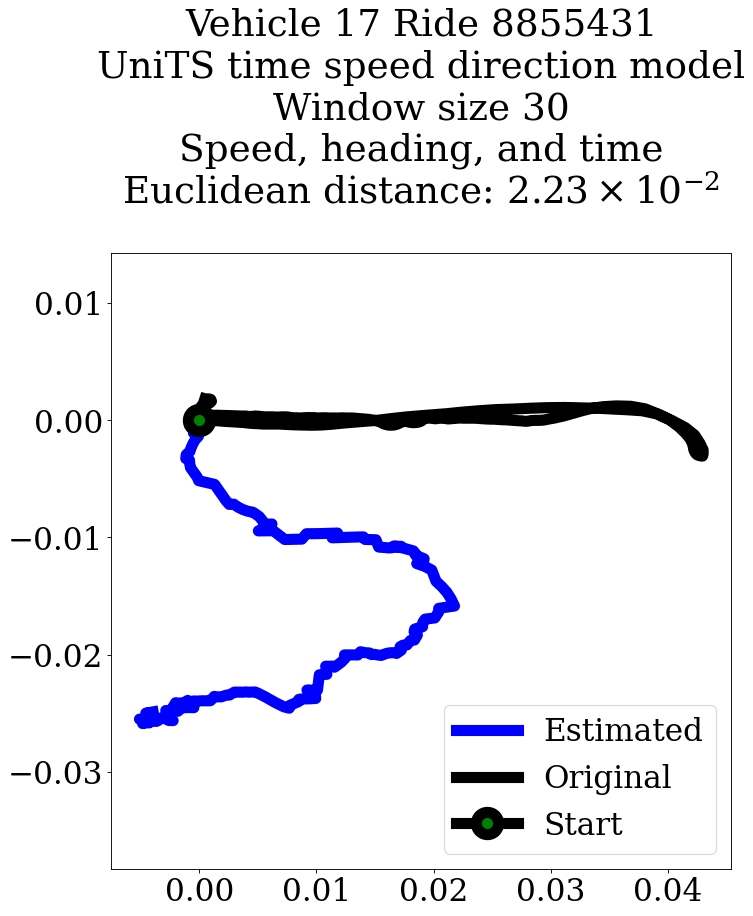 Vehicle 17 Ride 8855431
UniTS time speed direction model
Window size 30
Speed, heading, and time
Euclidean distance: 2.23 × 10⁻²
0.01
0.00
−0.01
−0.02
−0.03
Estimated
Original
Start
0.00 0.01 0.02 0.03 0.04